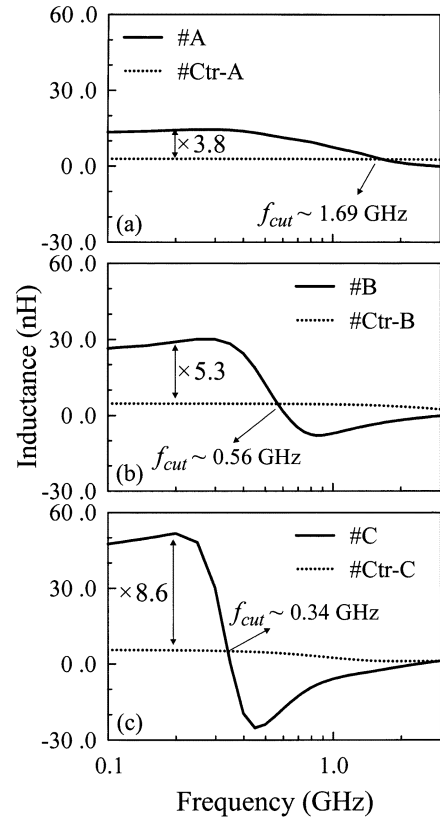 60.0
#A
#Ctr-A
30.0
×3.8
0.0
f_cut ~ 1.69 GHz
(a)
-30.0
60.0
#B
#Ctr-B
30.0
×5.3
0.0
f_cut ~ 0.56 GHz
(b)
-30.0
60.0
#C
#Ctr-C
30.0
×8.6
f_cut ~ 0.34 GHz
0.0
(c)
-30.0
0.1
1.0
Inductance (nH)
Frequency (GHz)